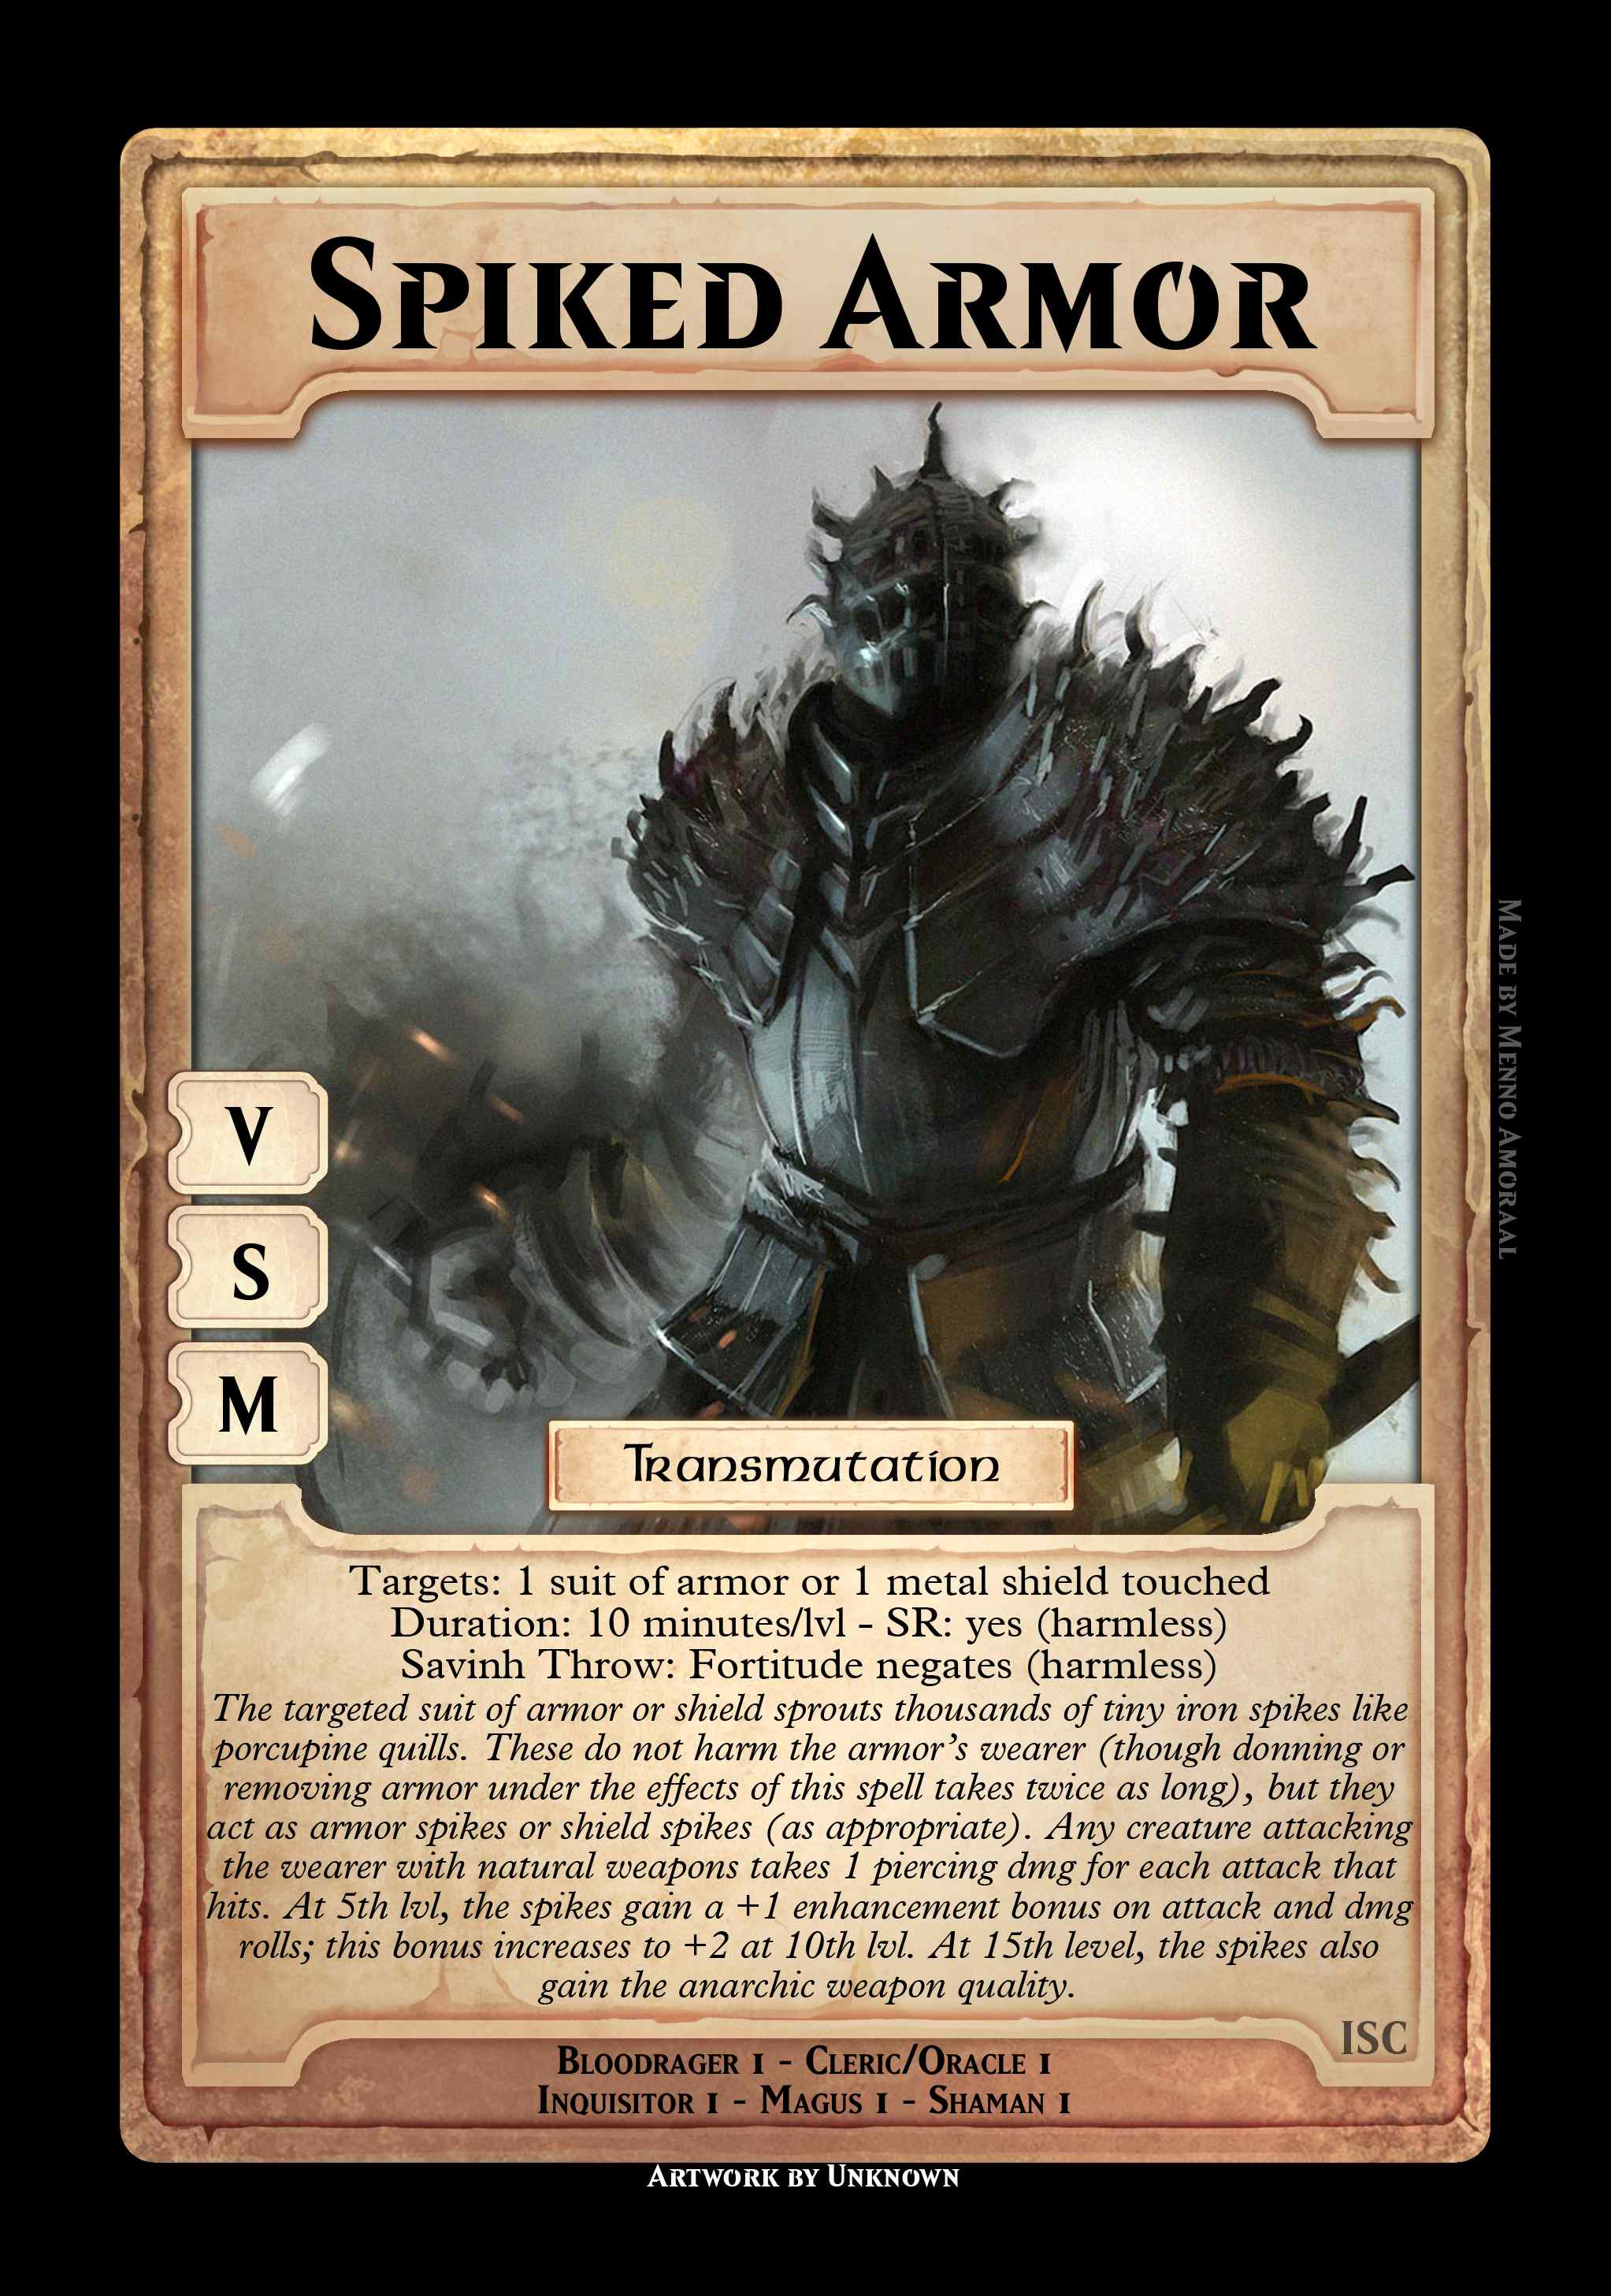 Spiked Armor
V
S
M
Transmutation
Targets: 1 suit of armor or 1 metal shield touched
Duration: 10 minutes/lvl - SR: yes (harmless)
Savinh Throw: Fortitude negates (harmless)
The targeted suit of armor or shield sprouts thousands of tiny iron spikes like
porcupine quills. These do not harm the armor's wearer (though donning or
removing armor under the effects of this spell takes twice as long), but they
act as armor spikes or shield spikes (as appropriate). Any creature attacking
the wearer with natural weapons takes 1 piercing dmg for each attack that
hits. At 5th lvl, the spikes gain a +1 enhancement bonus on attack and dmg
rolls; this bonus increases to +2 at 10th lvl. At 15th level, the spikes also
gain the anarchic weapon quality.
ISC
Bloodrager 1 - Cleric/Oracle 1
Inquisitor 1 - Magus 1 - Shaman 1
Artwork by Unknown
Made by Menno Amoraal